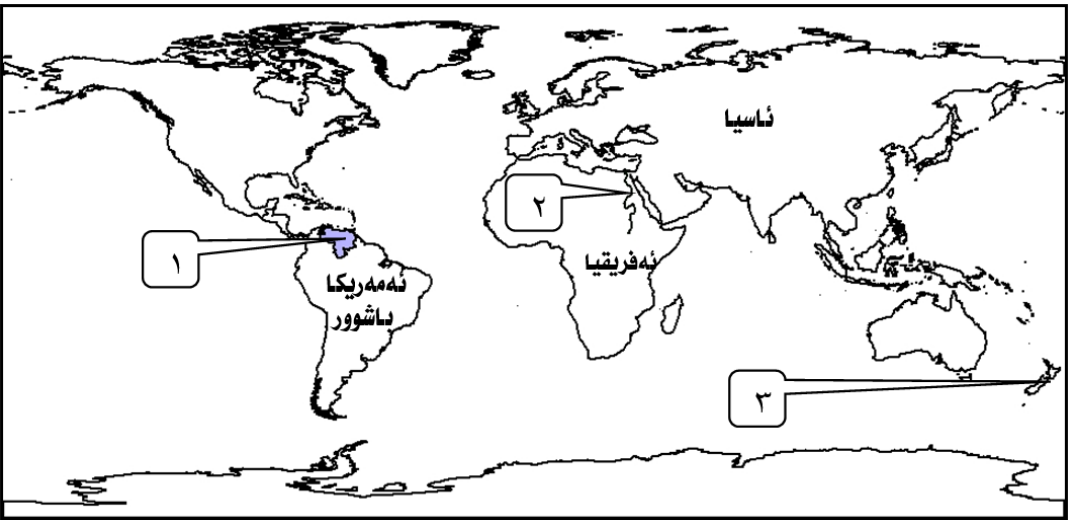 ئاسیا
٢
١
ئەفریقیا
ئەمەریکا
باشوور
٣